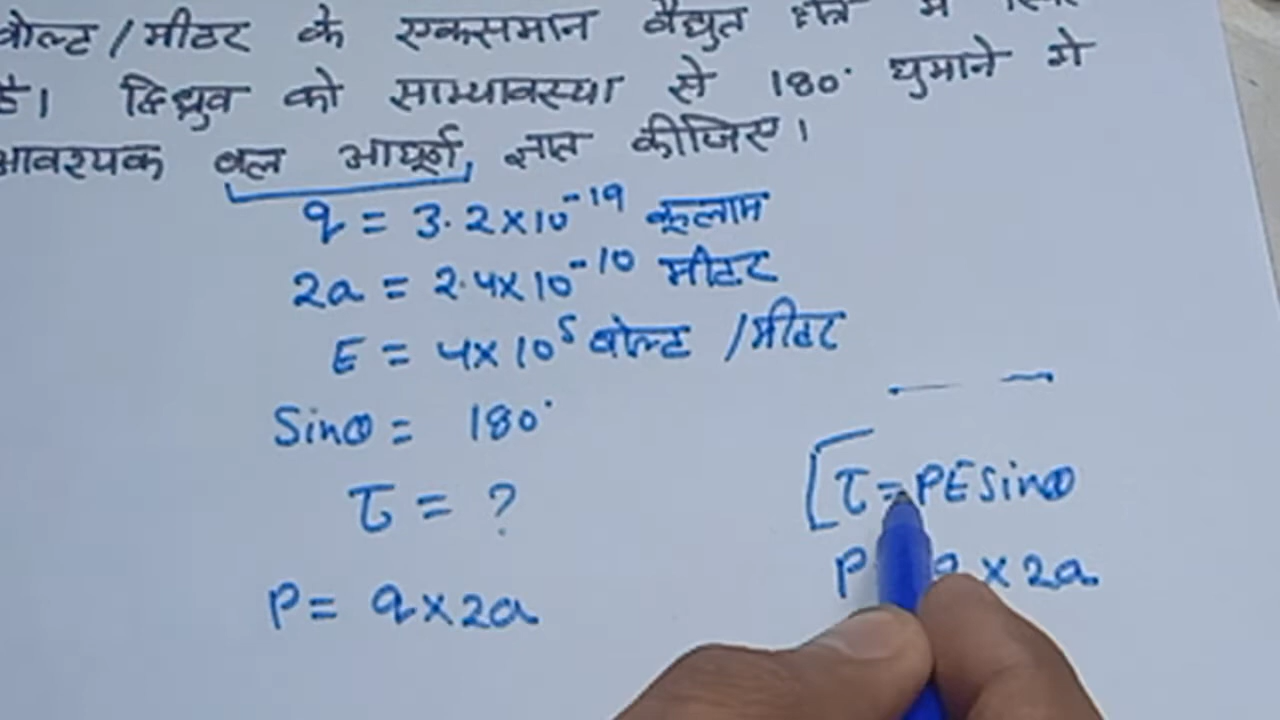 वोल्ट/मीटर के एकसमान वैद्युत क्षेत्र में
है। द्विध्रुव को साम्यावस्था से 180° घुमाने मे
आवश्यक बल आघूर्ण, ज्ञात कीजिए।
q = 3.2×10⁻¹⁹ कूलाम
2a = 2.4×10⁻¹⁰ मीटर
E = 4×10⁵ वोल्ट /मीटर
Sinθ = 180°
τ = ?
P = q×2a
[τ=PESinθ
P q × 2a